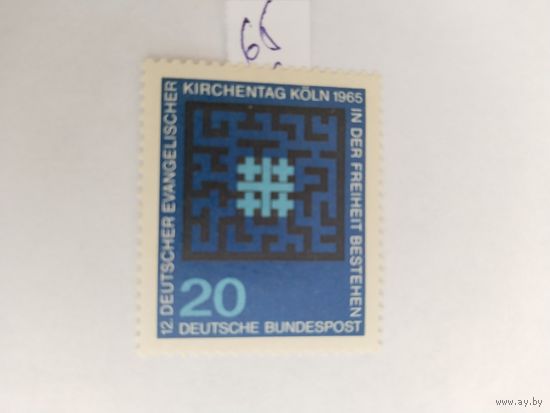 65
12. DEUTSCHER EVANGELISCHER
KIRCHENTAG KÖLN 1965
IN DER FREIHEIT BESTEHEN
20
DEUTSCHE BUNDESPOST
www.ay.by